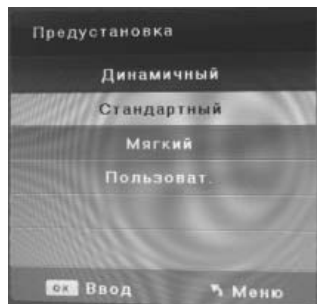 Предустановка
Динамичный
Стандартный
Мягкий
Пользоват.
OK Ввод Меню